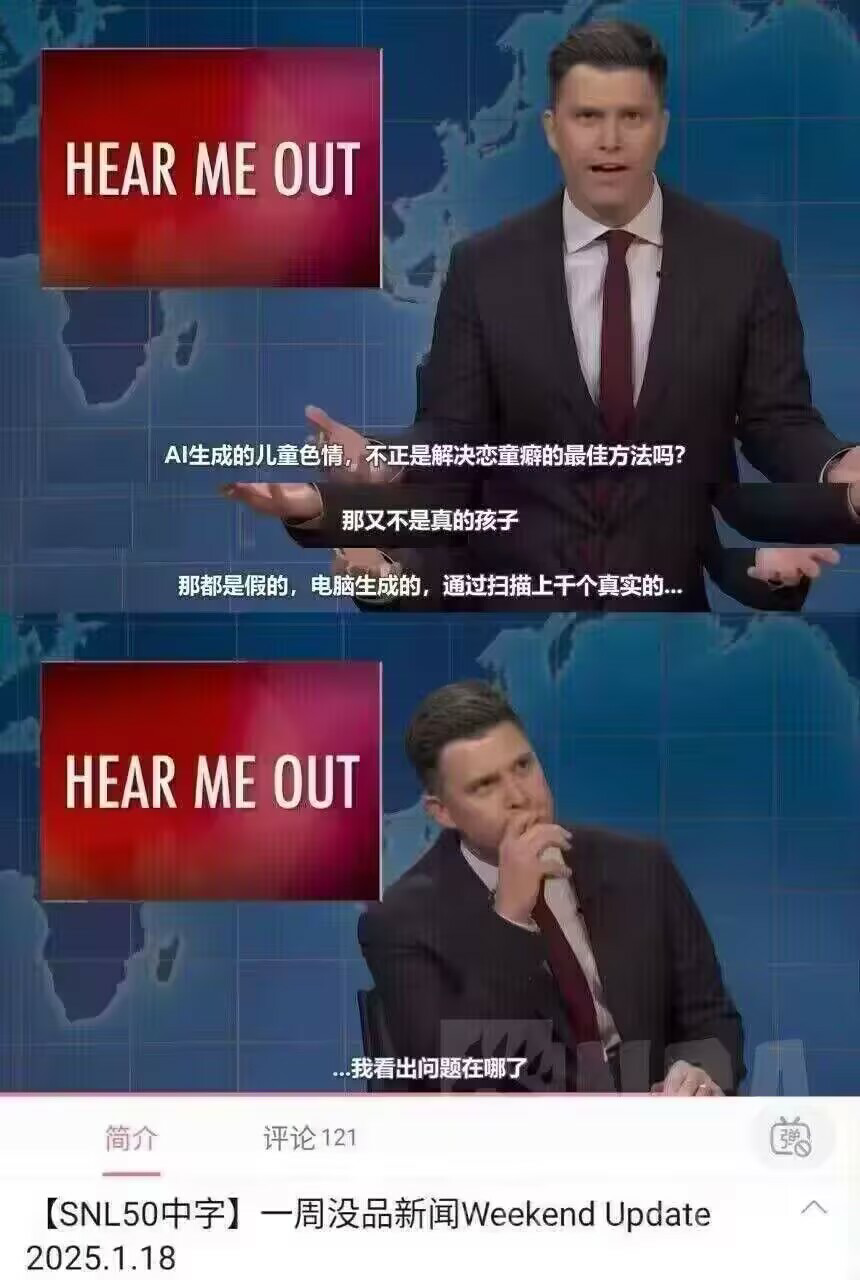 HEAR ME OUT
AI生成的儿童色情，不正是解决恋童癖的最佳方法吗？
那又不是真的孩子
那都是假的，电脑生成的，通过扫描上千个真实的...
HEAR ME OUT
...我看出问题在哪了
简介 评论 121
弹
【SNL50中字】一周没品新闻Weekend Update
2025.1.18